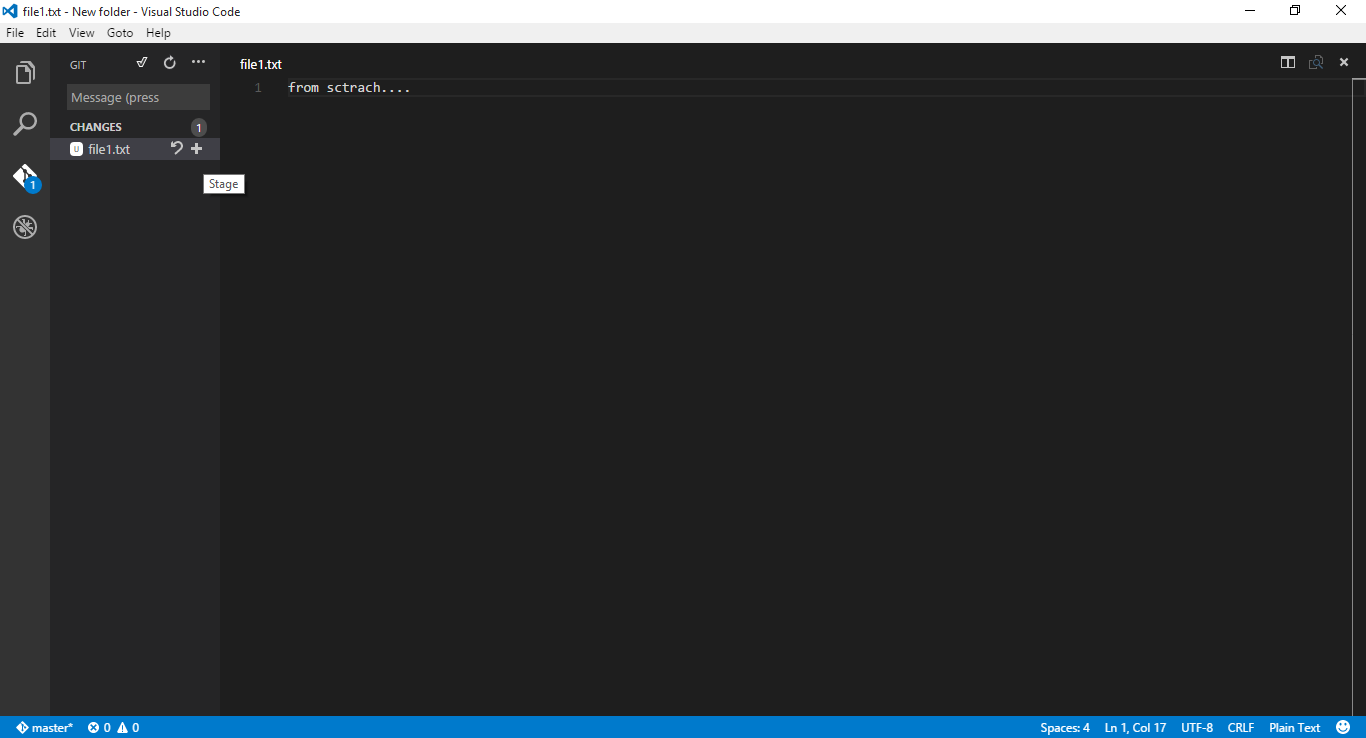 file1.txt - New folder - Visual Studio Code
File Edit View Goto Help
GIT
file1.txt
Message (press
1 from sctrach....
CHANGES 1
U file1.txt
1
Stage
master* 0 0 Spaces: 4 Ln 1, Col 17 UTF-8 CRLF Plain Text